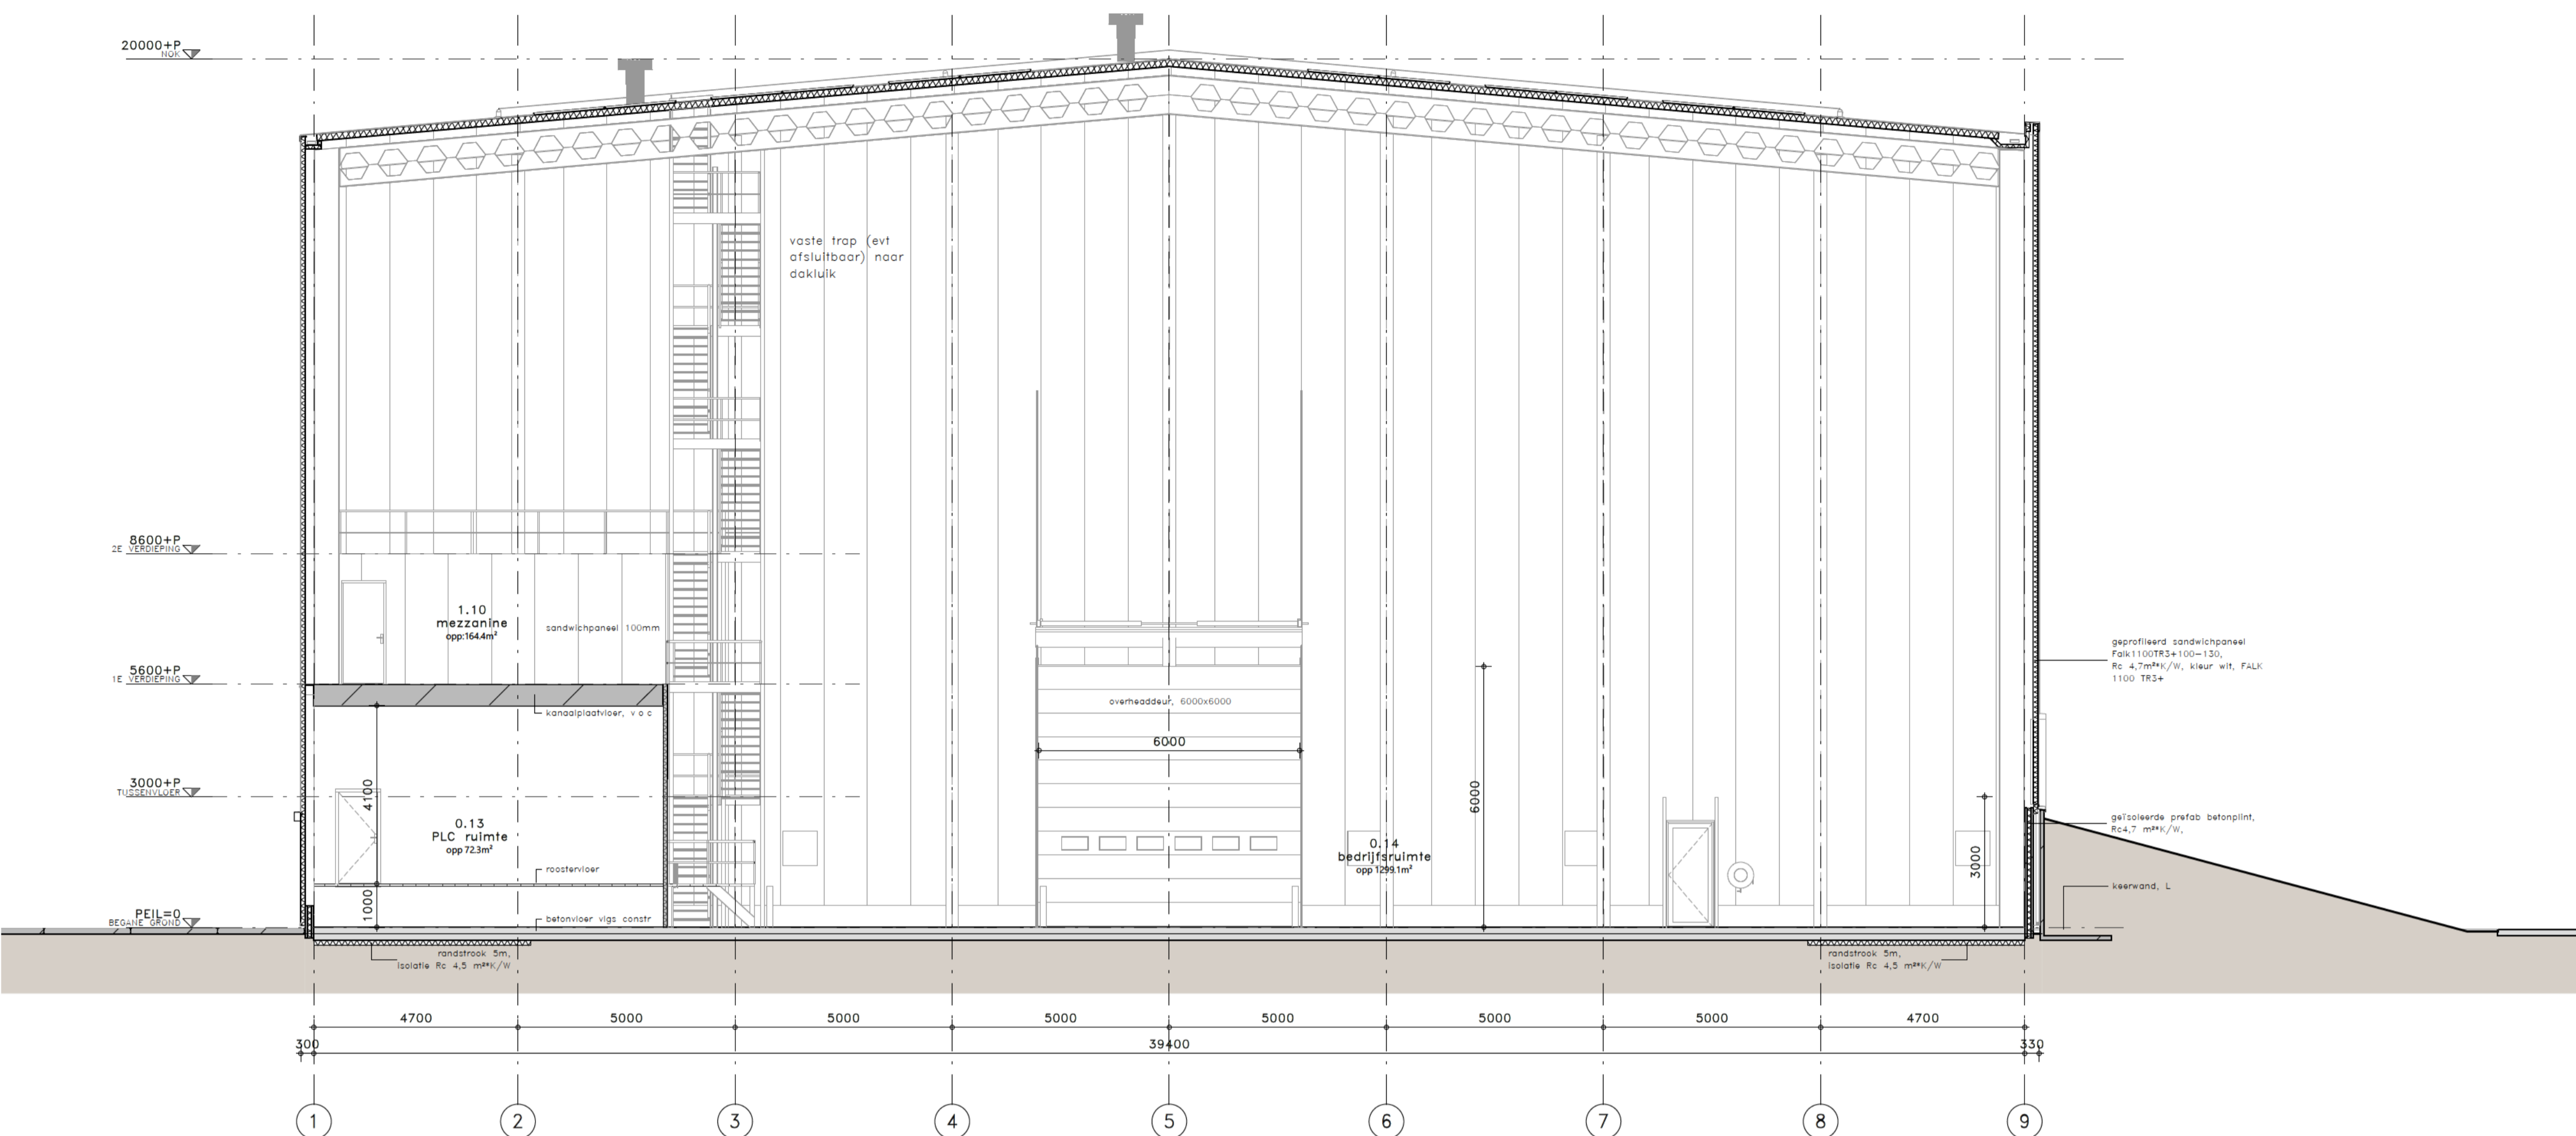 20000+P
NOK
vaste trap (evt
afsluitbaar) naar
dakluik
8600+P
2E VERDIEPING
1.10
mezzanine
opp:164.4m²
sandwichpaneel 100mm
5600+P
1E VERDIEPING
kanaalplaatvloer, v o c
geprofileerd sandwichpaneel
Falk1100TR3+100-130,
Rc 4,7m²*K/W, kleur wit, FALK
1100 TR3+
overheaddeur, 6000x6000
6000
6000
3000+P
TUSSENVLOER
4100
0.13
PLC ruimte
opp 72.3m²
roostervloer
1000
0.14
bedrijfsruimte
opp 1299.1m²
3000
geïsoleerde prefab betonplint,
Rc4,7 m²*K/W,
keerwand, L
PEIL=0
BEGANE GROND
betonvloer vlgs constr
randstrook 5m,
isolatie Rc 4,5 m²*K/W
randstrook 5m,
isolatie Rc 4,5 m²*K/W
4700 5000 5000 5000 5000 5000 5000 4700
300 39400 330
1 2 3 4 5 6 7 8 9